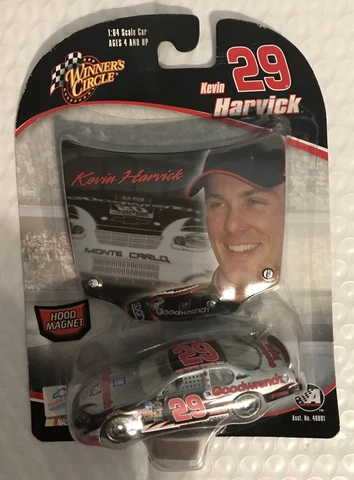 1:64 Scale Car
AGES 4 AND UP
WINNER'S
CIRCLE
29
Kevin
Harvick
Kevin Harvick
MONTE CARLO
Goodwrench
HOOD
MAGNET
29
Goodwrench
29
Asst. No. 40001